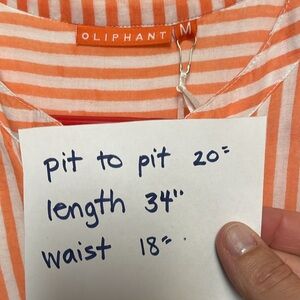 OLIPHANT M
pit to pit 20"
length 34"
waist 18"